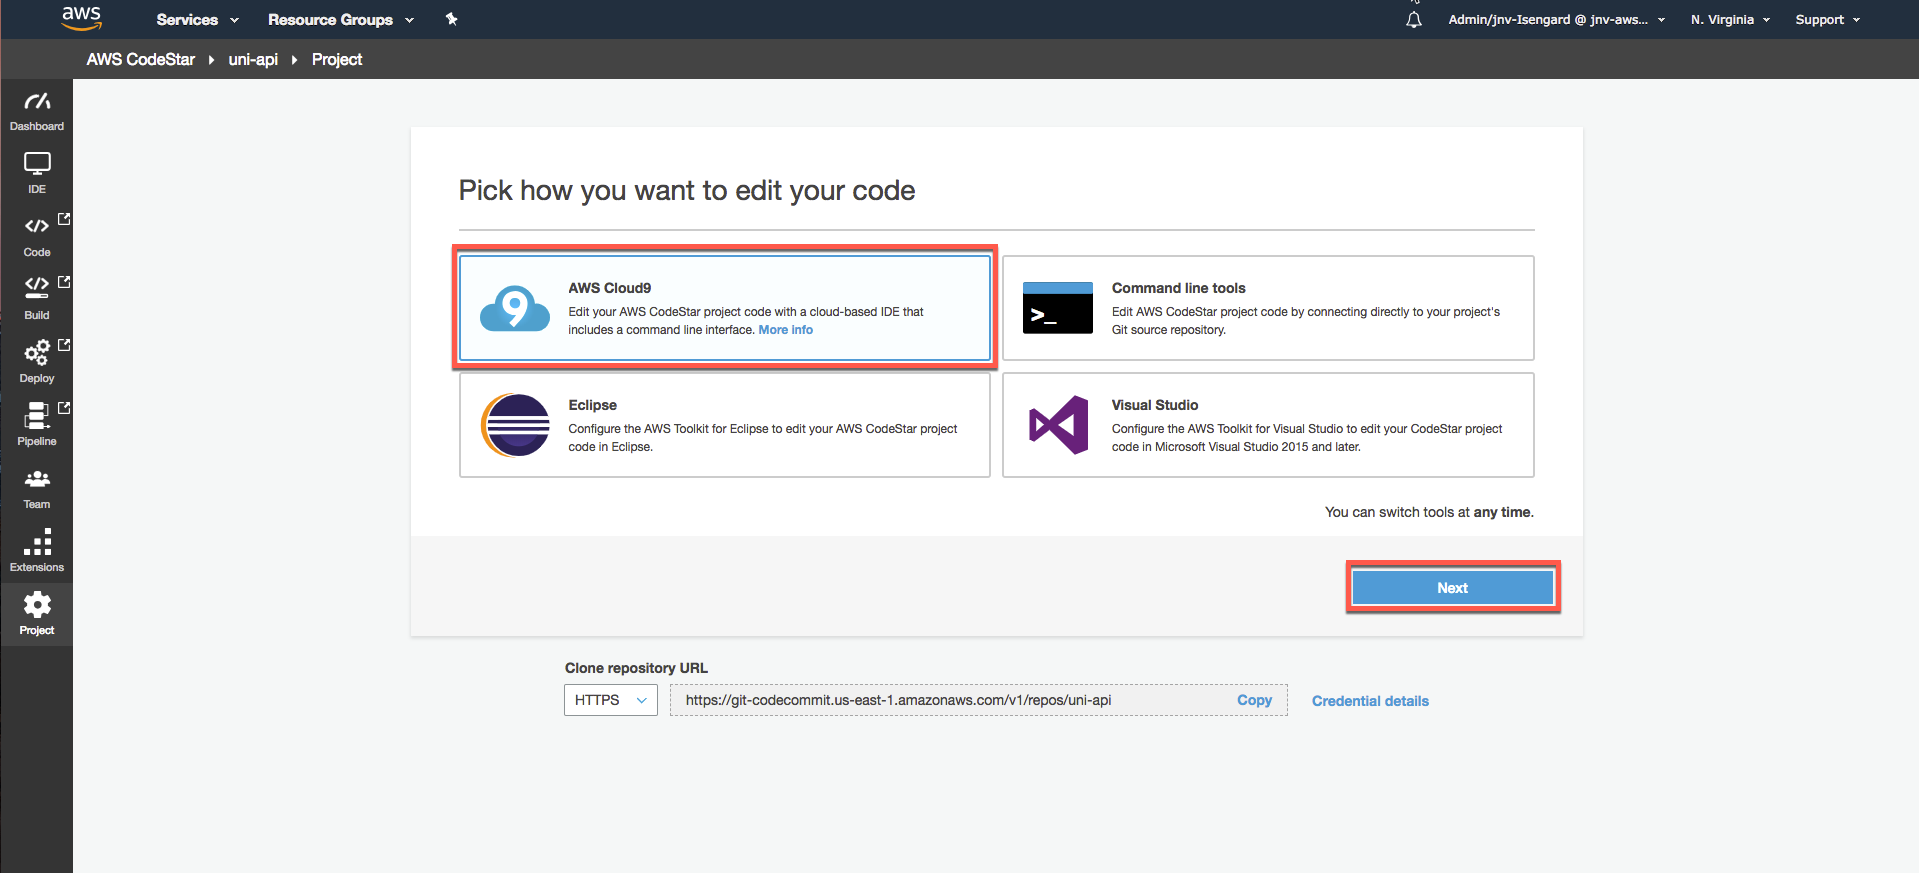 aws
Services
Resource Groups
Admin/jnv-Isengard @ jnv-aws...
N. Virginia
Support
AWS CodeStar
uni-api
Project
Dashboard
IDE
Code
Build
Deploy
Pipeline
Team
Extensions
Project
Pick how you want to edit your code
9
AWS Cloud9
Edit your AWS CodeStar project code with a cloud-based IDE that
includes a command line interface. More info
>_
Command line tools
Edit AWS CodeStar project code by connecting directly to your project's
Git source repository.
Eclipse
Configure the AWS Toolkit for Eclipse to edit your AWS CodeStar project
code in Eclipse.
Visual Studio
Configure the AWS Toolkit for Visual Studio to edit your CodeStar project
code in Microsoft Visual Studio 2015 and later.
You can switch tools at any time.
Next
Clone repository URL
HTTPS
https://git-codecommit.us-east-1.amazonaws.com/v1/repos/uni-api
Copy
Credential details